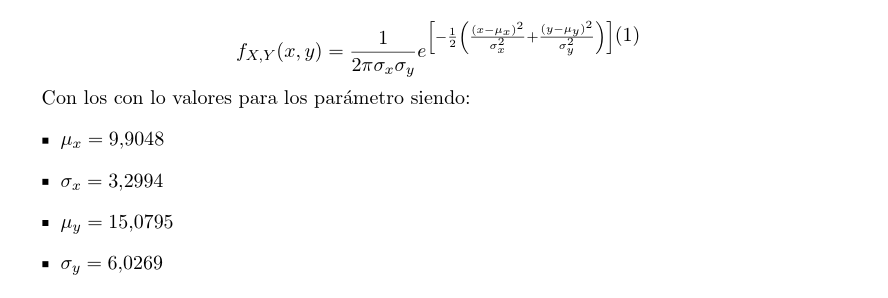 f_{X,Y}(x, y) = \frac{1}{2\pi\sigma_x\sigma_y} e^{\left[-\frac{1}{2}\left(\frac{(x-\mu_x)^2}{\sigma_x^2}+\frac{(y-\mu_y)^2}{\sigma_y^2}\right)\right]} (1)
Con los con lo valores para los parámetro siendo:
▪ μ_x = 9,9048
▪ σ_x = 3,2994
▪ μ_y = 15,0795
▪ σ_y = 6,0269